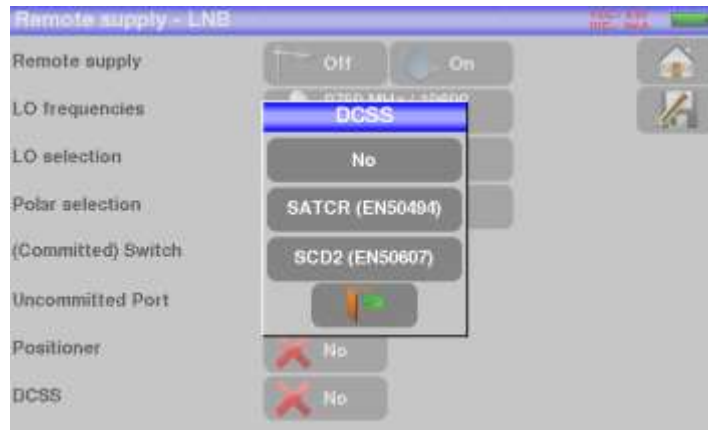 Remote supply - LNB
Remote supply
Off
On
LO frequencies
DCSS
LO selection
No
Polar selection
SATCR (EN50494)
(Committed) Switch
SCD2 (EN50607)
Uncommitted Port
Positioner
No
DCSS
No